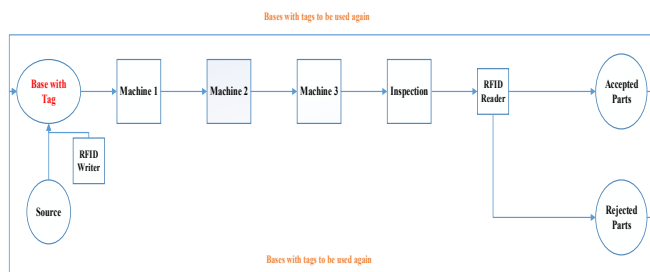 Bases with tags to be used again
Base with
Tag
Machine 1
Machine 2
Machine 3
Inspection
RFID
Reader
Accepted
Parts
RFID
Writer
Source
Rejected
Parts
Bases with tags to be used again